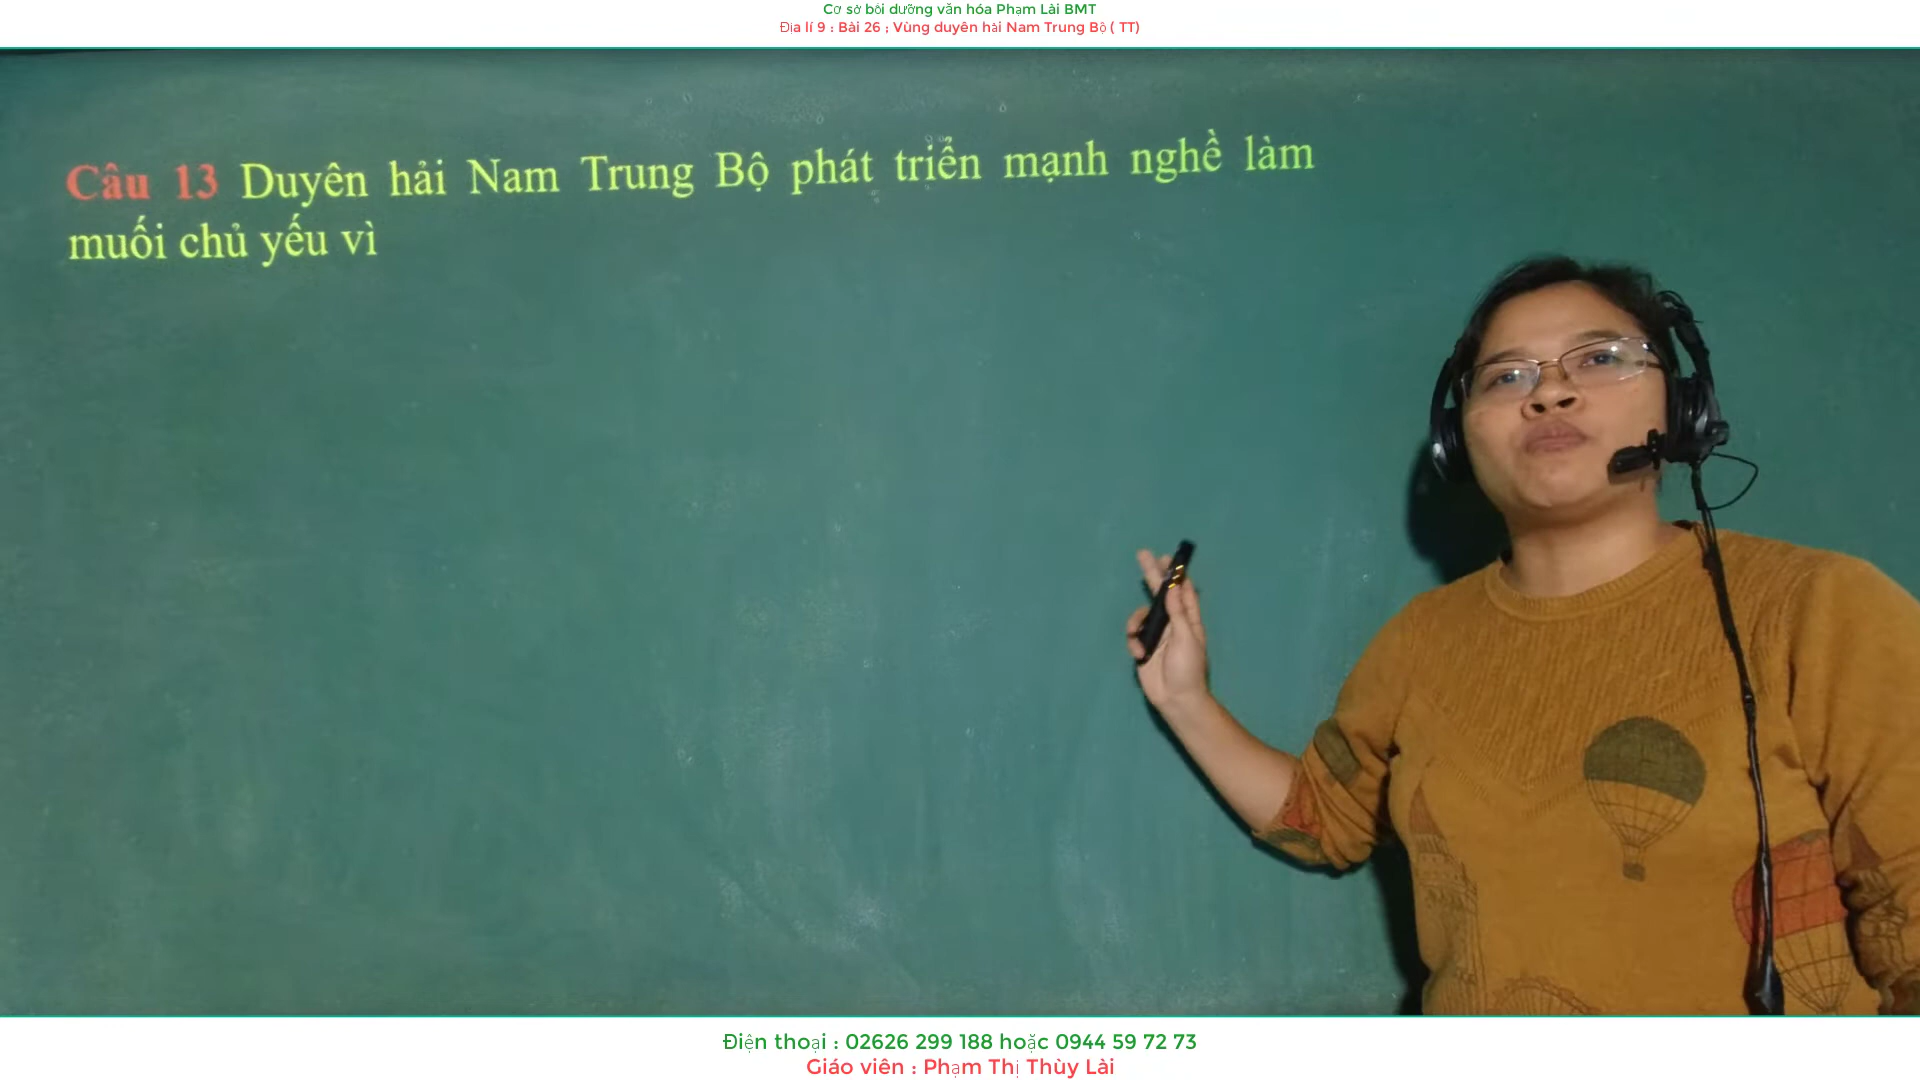 Cơ sở bồi dưỡng văn hóa Phạm Lài BMT
Địa lí 9 : Bài 26 ; Vùng duyên hải Nam Trung Bộ ( TT)
Câu 13 Duyên hải Nam Trung Bộ phát triển mạnh nghề làm
muối chủ yếu vì
Điện thoại : 02626 299 188 hoặc 0944 59 72 73
Giáo viên : Phạm Thị Thùy Lài